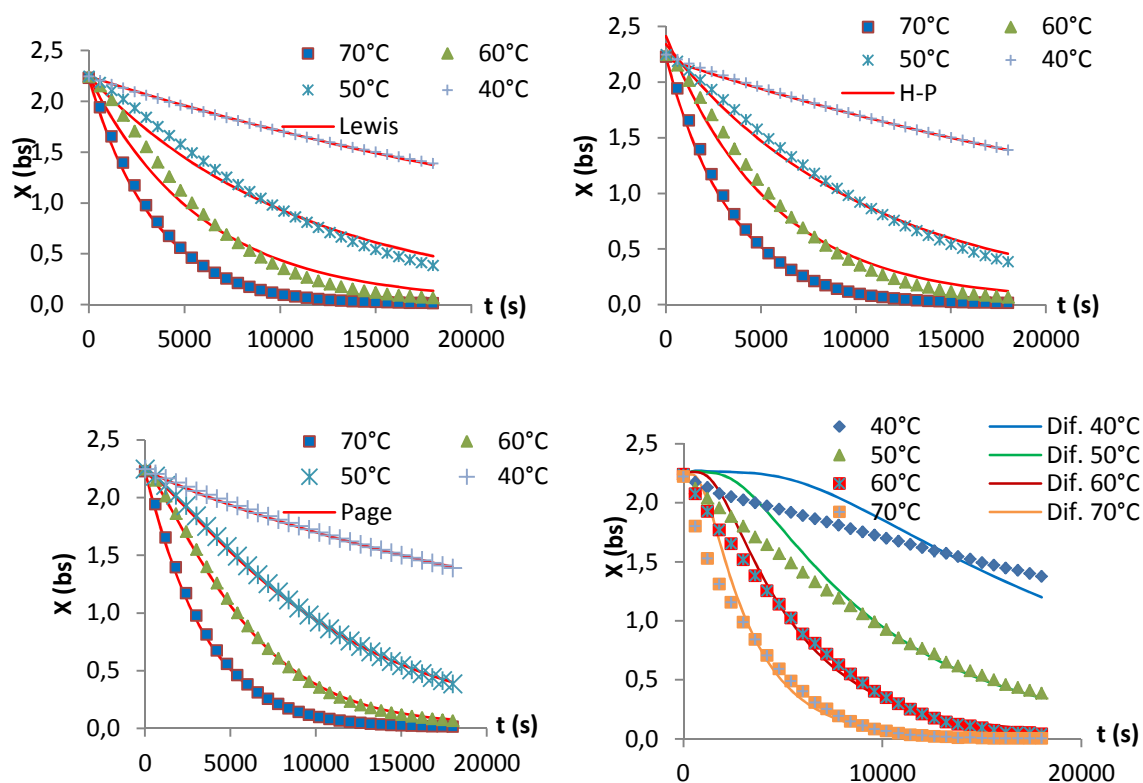 2,5
2,0
1,5
1,0
0,5
0,0
X (bs)
70°C 60°C
50°C 40°C
Lewis
t (s)
0 5000 10000 15000 20000
2,5
2,0
1,5
1,0
0,5
0,0
X (bs)
70°C 60°C
50°C 40°C
H-P
t (s)
0 5000 10000 15000 20000
2,5
2,0
1,5
1,0
0,5
0,0
X (bs)
70°C 60°C
50°C 40°C
Page
t (s)
0 5000 10000 15000 20000
2,5
2,0
1,5
1,0
0,5
0,0
X (bs)
40°C Dif. 40°C
50°C Dif. 50°C
60°C Dif. 60°C
70°C Dif. 70°C
t (s)
0 10000 20000